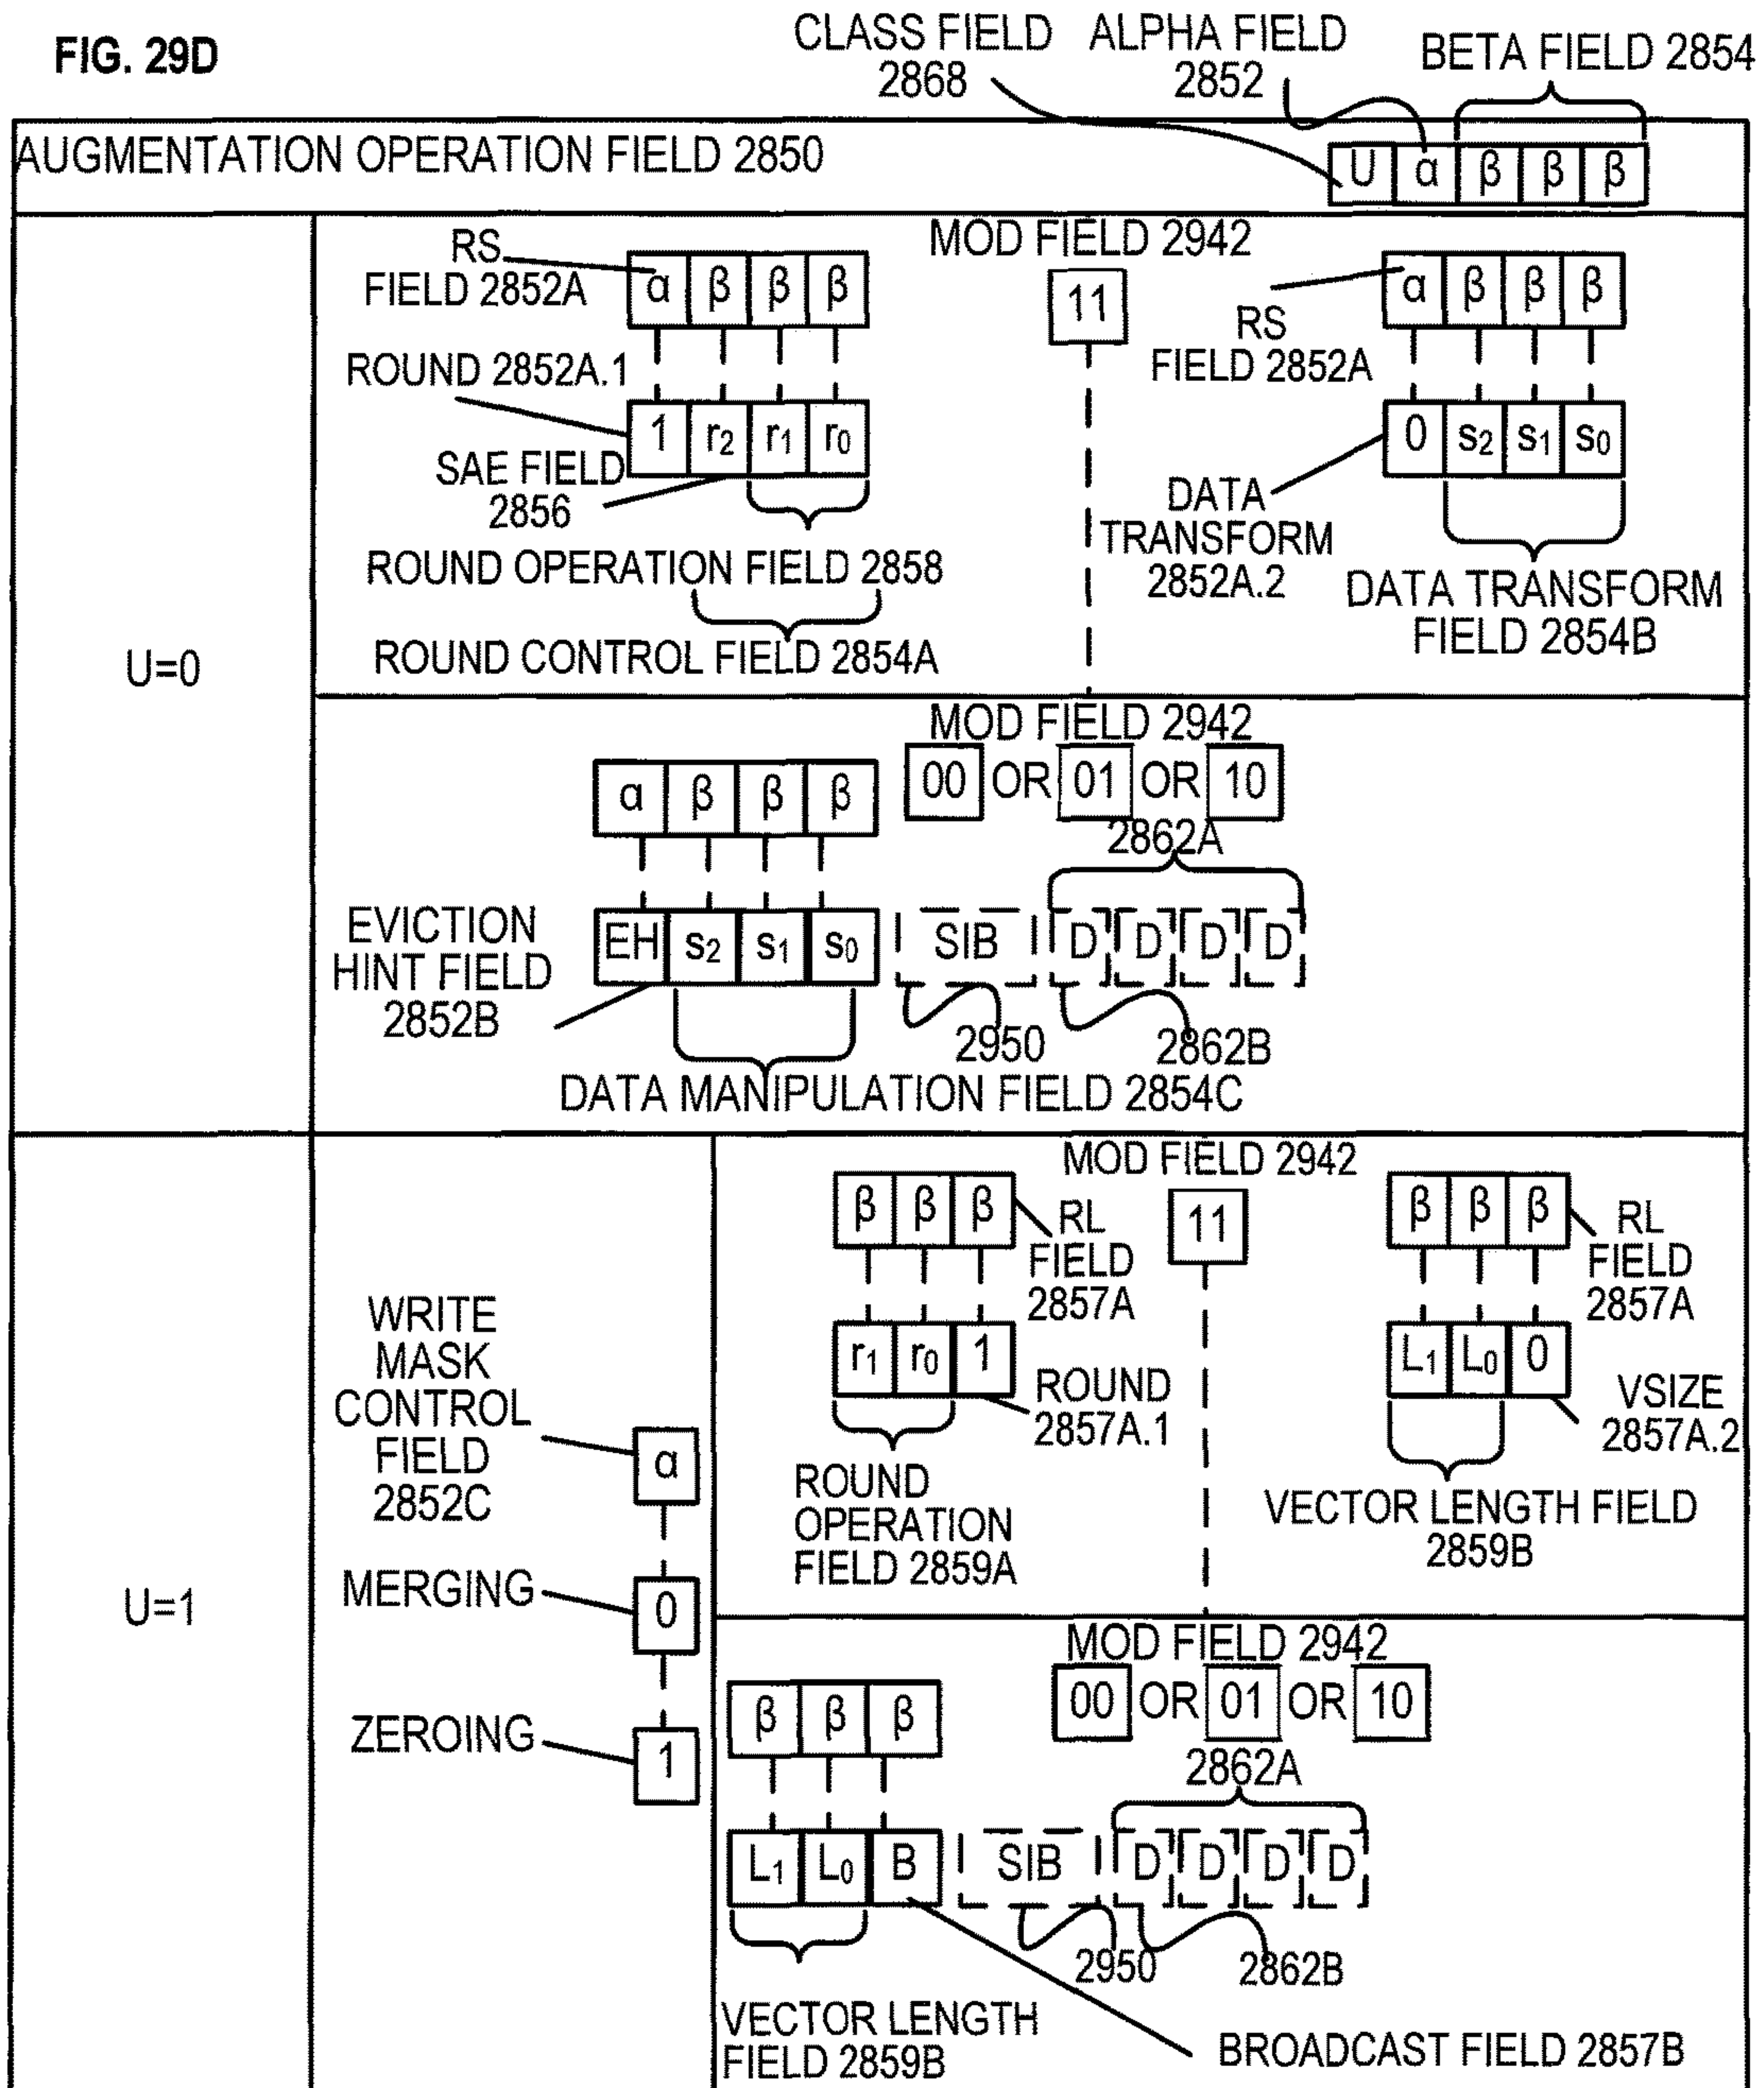 FIG. 29D
CLASS FIELD
2868
ALPHA FIELD
2852
BETA FIELD 2854
AUGMENTATION OPERATION FIELD 2850
U α β β β
U=0
MOD FIELD 2942
11
RS
FIELD 2852A
α β β β
ROUND 2852A.1
1 r2 r1 r0
SAE FIELD
2856
ROUND OPERATION FIELD 2858
ROUND CONTROL FIELD 2854A
α β β β
RS
FIELD 2852A
0 s2 s1 s0
DATA
TRANSFORM
2852A.2
DATA TRANSFORM
FIELD 2854B
MOD FIELD 2942
00 OR 01 OR 10
α β β β
2862A
EVICTION
HINT FIELD
2852B
EH s2 s1 s0 SIB D D D D
2950
2862B
DATA MANIPULATION FIELD 2854C
U=1
WRITE
MASK
CONTROL
FIELD
2852C
α
MERGING
0
ZEROING
1
MOD FIELD 2942
11
β β β
RL
FIELD
2857A
r1 r0 1
ROUND
2857A.1
ROUND
OPERATION
FIELD 2859A
β β β
RL
FIELD
2857A
L1 L0 0
VSIZE
2857A.2
VECTOR LENGTH FIELD
2859B
MOD FIELD 2942
00 OR 01 OR 10
β β β
2862A
L1 L0 B SIB D D D D
2950
2862B
VECTOR LENGTH
FIELD 2859B
BROADCAST FIELD 2857B